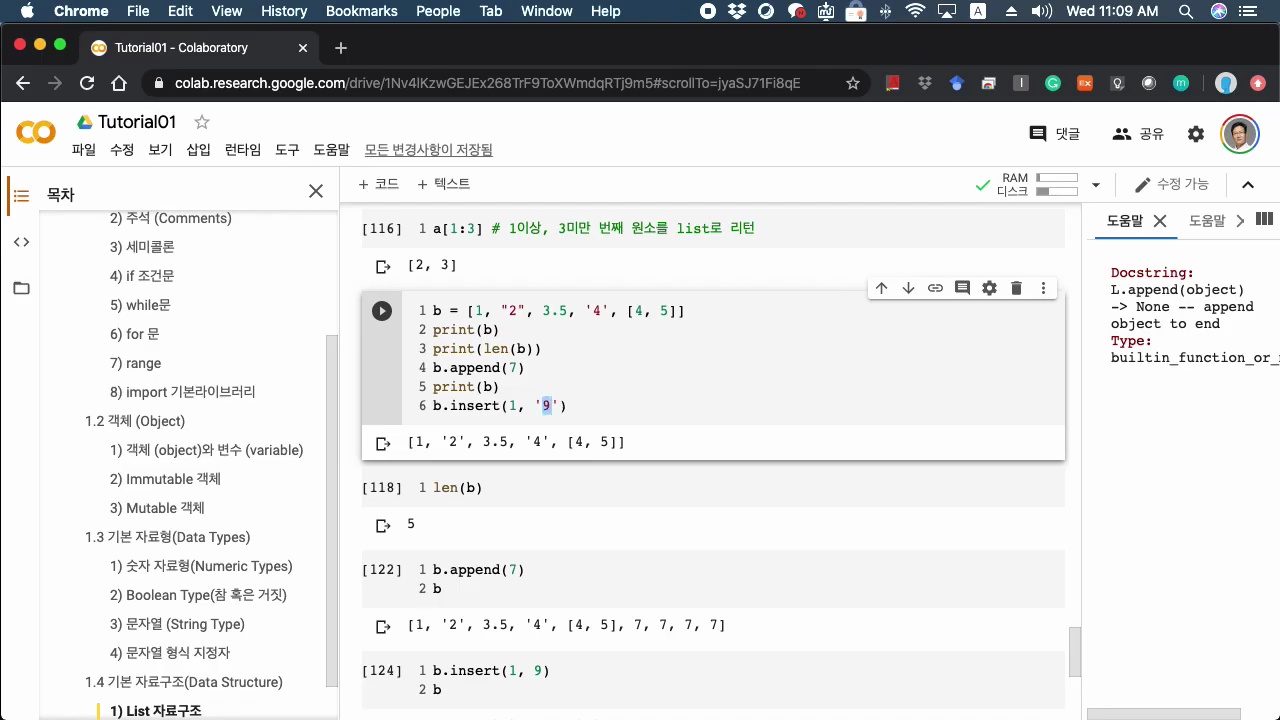 Chrome File Edit View History Bookmarks People Tab Window Help
A
Wed 11:09 AM
Tutorial01 - Colaboratory
colab.research.google.com/drive/1Nv4lKzwGEJEx268TrF9ToXWmdqRTj9m5#scrollTo=jyaSJ71Fi8qE
Tutorial01
댓글 공유
파일 수정 보기 삽입 런타임 도구 도움말 모든 변경사항이 저장됨
목차
+ 코드 + 텍스트
RAM
디스크
수정 가능
2) 주석 (Comments)
3) 세미콜론
4) if 조건문
5) while문
6) for 문
7) range
8) import 기본라이브러리
1.2 객체 (Object)
1) 객체 (object)와 변수 (variable)
2) Immutable 객체
3) Mutable 객체
1.3 기본 자료형(Data Types)
1) 숫자 자료형(Numeric Types)
2) Boolean Type(참 혹은 거짓)
3) 문자열 (String Type)
4) 문자열 형식 지정자
1.4 기본 자료구조(Data Structure)
1) List 자료구조
[116] 1 a[1:3] # 1이상, 3미만 번째 원소를 list로 리턴
[2, 3]
1 b = [1, "2", 3.5, '4', [4, 5]]
2 print(b)
3 print(len(b))
4 b.append(7)
5 print(b)
6 b.insert(1, '9')
[1, '2', 3.5, '4', [4, 5]]
[118] 1 len(b)
5
[122] 1 b.append(7)
2 b
[1, '2', 3.5, '4', [4, 5], 7, 7, 7, 7]
[124] 1 b.insert(1, 9)
2 b
도움말 도움말
Docstring:
L.append(object)
-> None -- append
object to end
Type:
builtin_function_or_